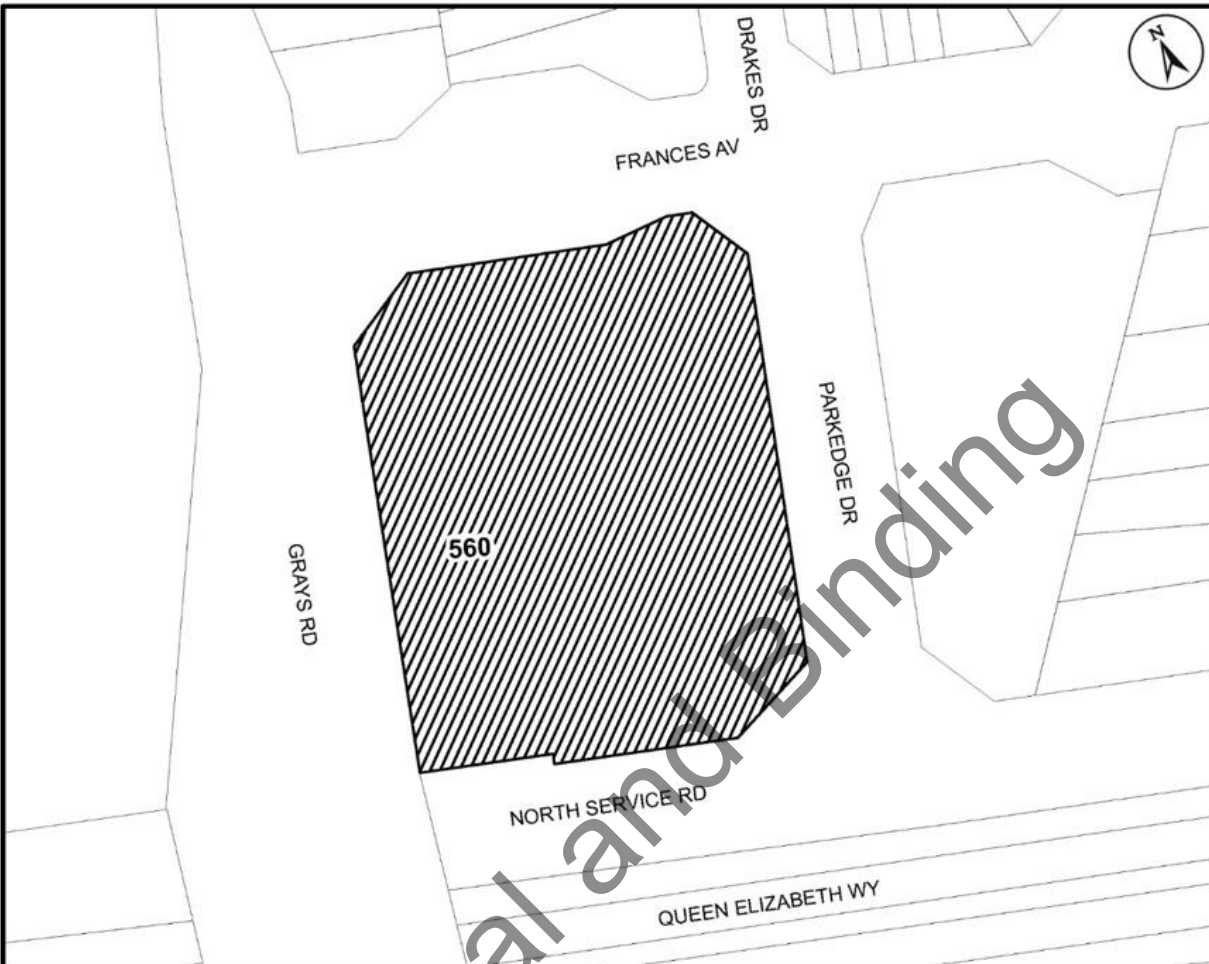 DRAKES DR
N
FRANCES AV
PARKEDGE DR
560
GRAYS RD
NORTH SERVICE RD
QUEEN ELIZABETH WY
al and Binding